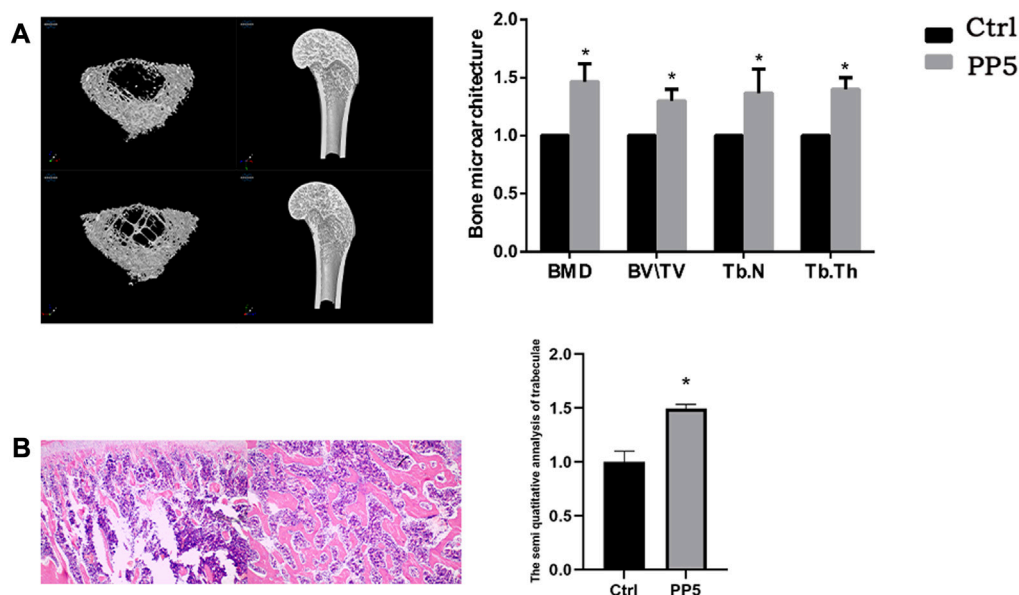 A
Bone microarchitecture
2.0
1.5
1.0
0.5
0.0
*
*
*
*
BMD
BV\TV
Tb.N
Tb.Th
Ctrl
PP5
B
The semi quatitative annalysis of trabeculae
2.0
1.5
1.0
0.5
0.0
*
Ctrl
PP5